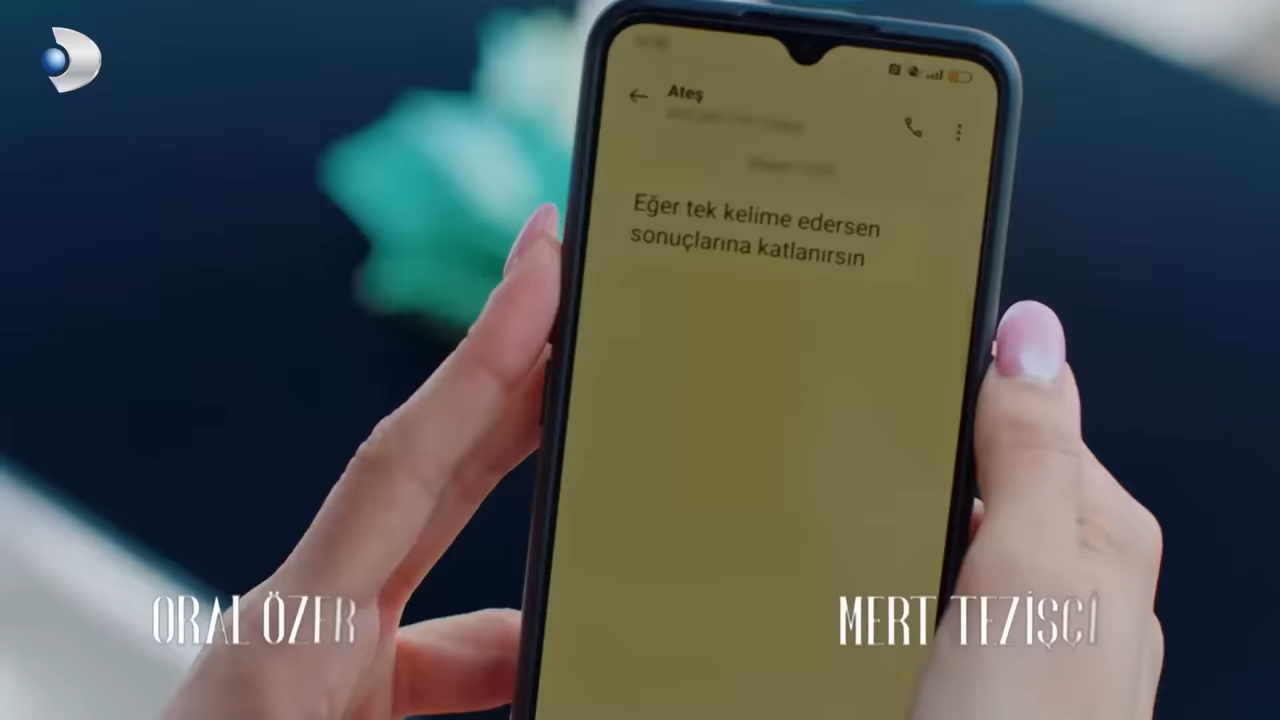 Ateş
Eğer tek kelime edersen
sonuçlarına katlanırsın
ORAL ÖZER
MERT TEZİŞÇİ